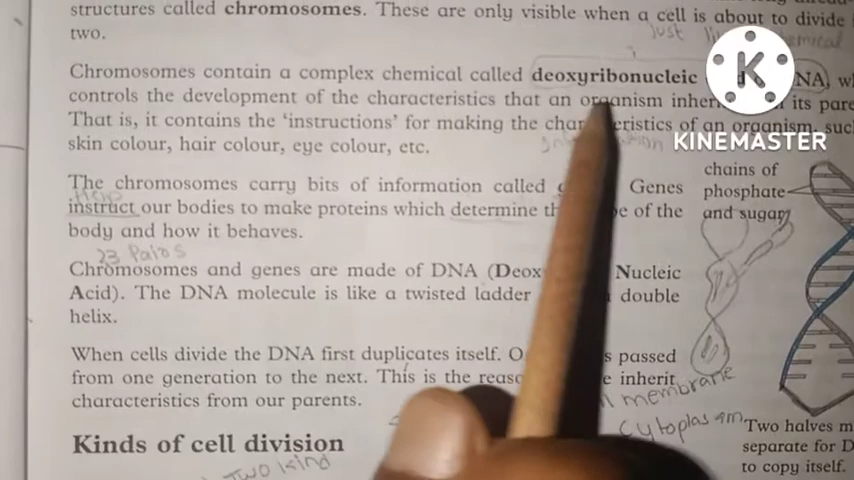 structures called chromosomes. These are only visible when a cell is about to divide
two.
just
Chromosomes contain a complex chemical called deoxyribonucleic NA),
controls the development of the characteristics that an organism its
That is, it contains the 'instructions' for making the of an organism,
skin colour, hair colour, eye colour, etc.
KINEMASTER
The chromosomes carry bits of information called Genes
Help
instruct our bodies to make proteins which determine of the
body and how it behaves.
23 Pairs
Chromosomes and genes are made of DNA (Deox Nucleic
Acid). The DNA molecule is like a twisted ladder double
helix.
When cells divide the DNA first duplicates itself. passed
from one generation to the next. This is the inherit
characteristics from our parents.
Kinds of cell division
Two kind
chains of
phosphate
and sugar
membrane
cytoplasm
Two halves
separate for
to copy itself.